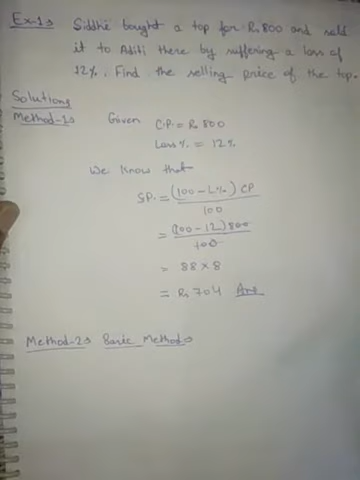 Ex-1:
Siddhi bought a top for Rs.800 and sold
it to Aditi there by suffering a loss of
12%. Find the selling price of the top.
Solutions
Method-1:
Given C.P. = Rs 800
Loss% = 12%
We know that
S.P. = (100 - L%) CP
100
= (100 - 12) 800
100
= 88 × 8
= Rs 704 Ans
Method-2: Basic Method: